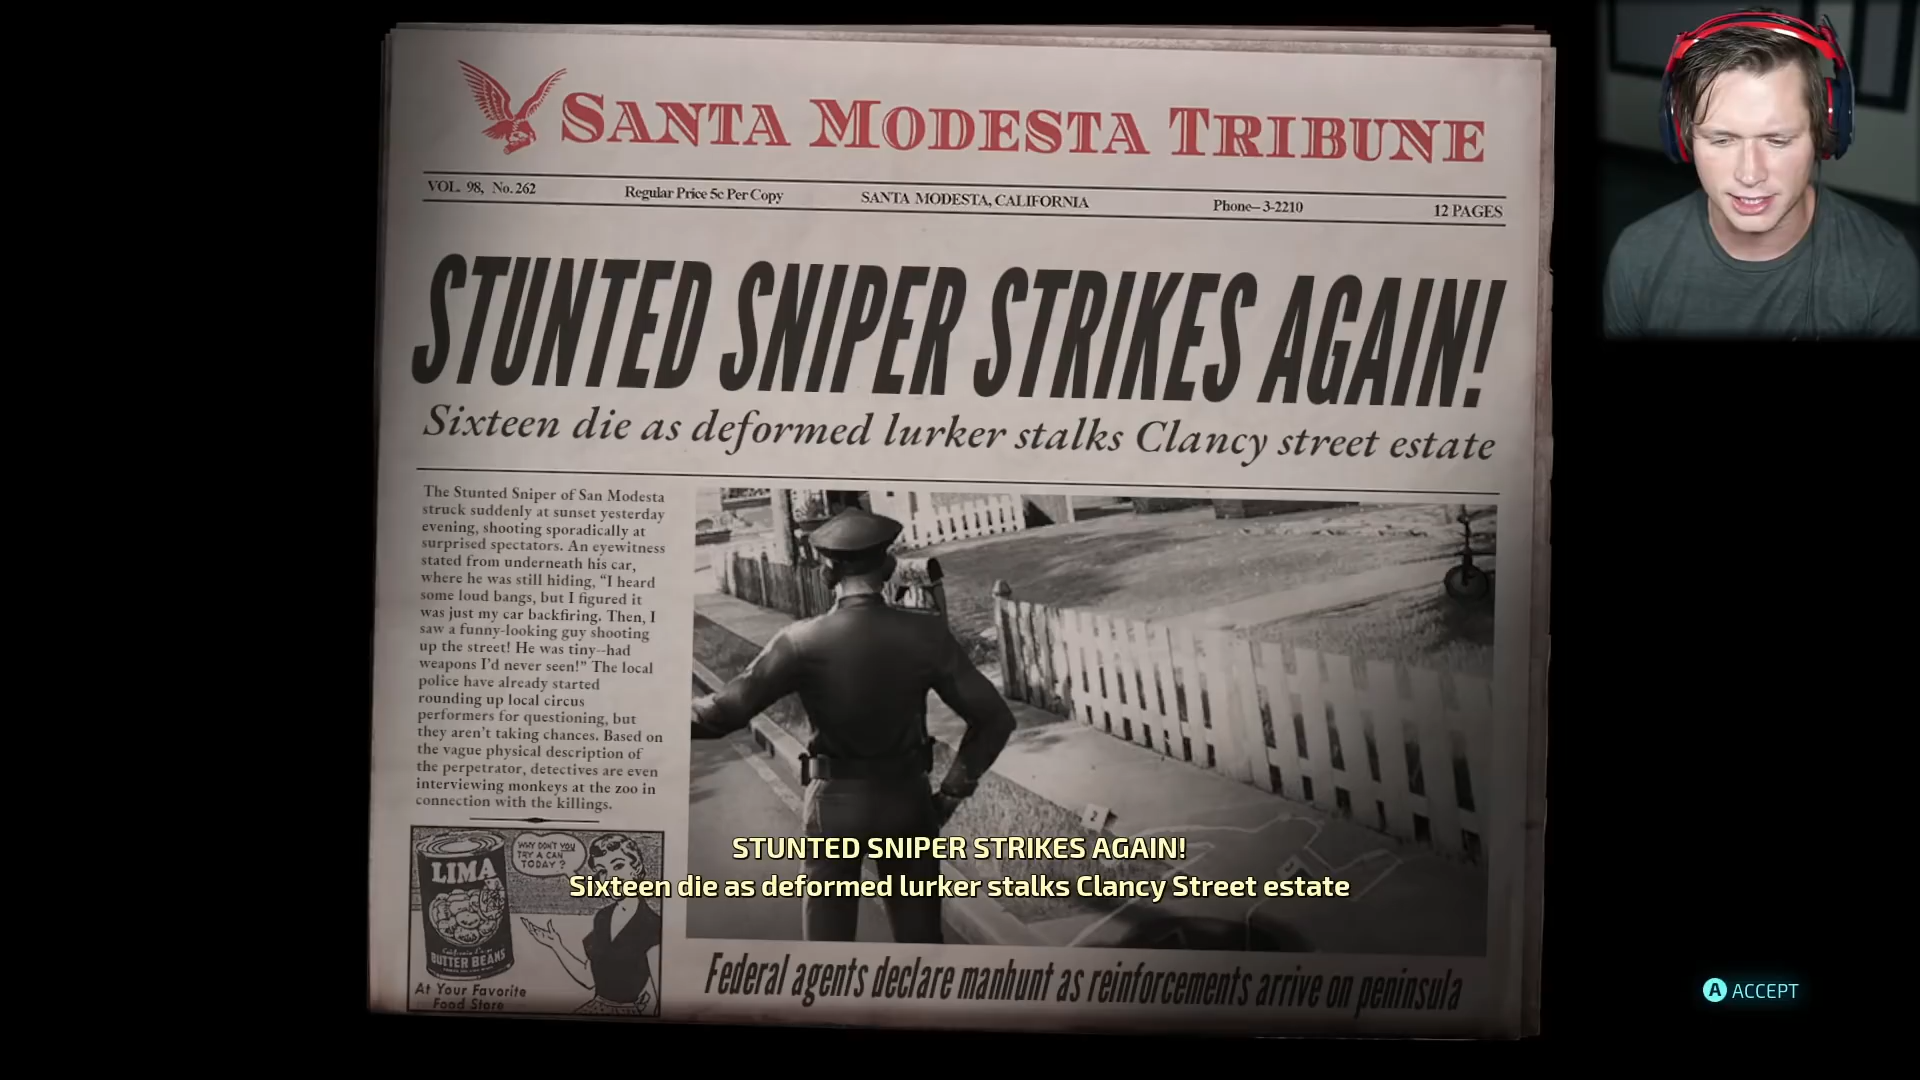 SANTA MODESTA TRIBUNE
VOL. 98, No. 262 Regular Price 5c Per Copy SANTA MODESTA, CALIFORNIA Phone–3-2210 12 PAGES
STUNTED SNIPER STRIKES AGAIN!
Sixteen die as deformed lurker stalks Clancy street estate
The Stunted Sniper of San Modesta
struck suddenly at sunset yesterday
evening, shooting sporadically at
surprised spectators. An eyewitness
stated from underneath his car,
where he was still hiding, “I heard
some loud bangs, but I figured it
was just my car backfiring. Then, I
saw a funny-looking guy shooting
up the street! He was tiny--had
weapons I’d never seen!” The local
police have already started
rounding up local circus
performers for questioning, but
they aren’t taking chances. Based on
the vague physical description of
the perpetrator, detectives are even
interviewing monkeys at the zoo in
connection with the killings.
WHY DON'T YOU
TRY A CAN
TODAY?
LIMA
BUTTER BEANS
At Your Favorite
Food Store
2
STUNTED SNIPER STRIKES AGAIN!
Sixteen die as deformed lurker stalks Clancy Street estate
Federal agents declare manhunt as reinforcements arrive on peninsula
A ACCEPT